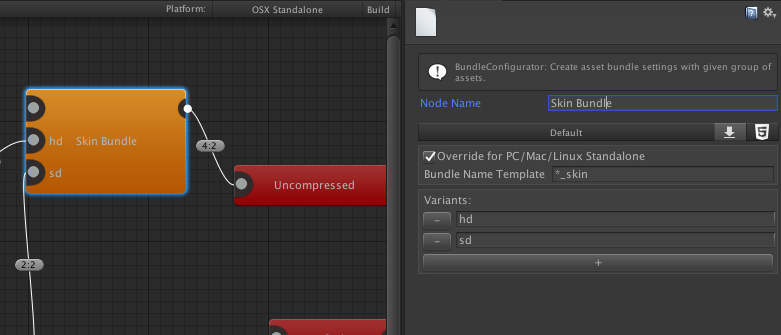 Platform: OSX Standalone Build
hd Skin Bundle
sd
4:2
Uncompressed
2:2
BundleConfigurator: Create asset bundle settings with given group of
assets.
Node Name Skin Bundle
Default
Override for PC/Mac/Linux Standalone
Bundle Name Template *_skin
Variants:
- hd
- sd
+